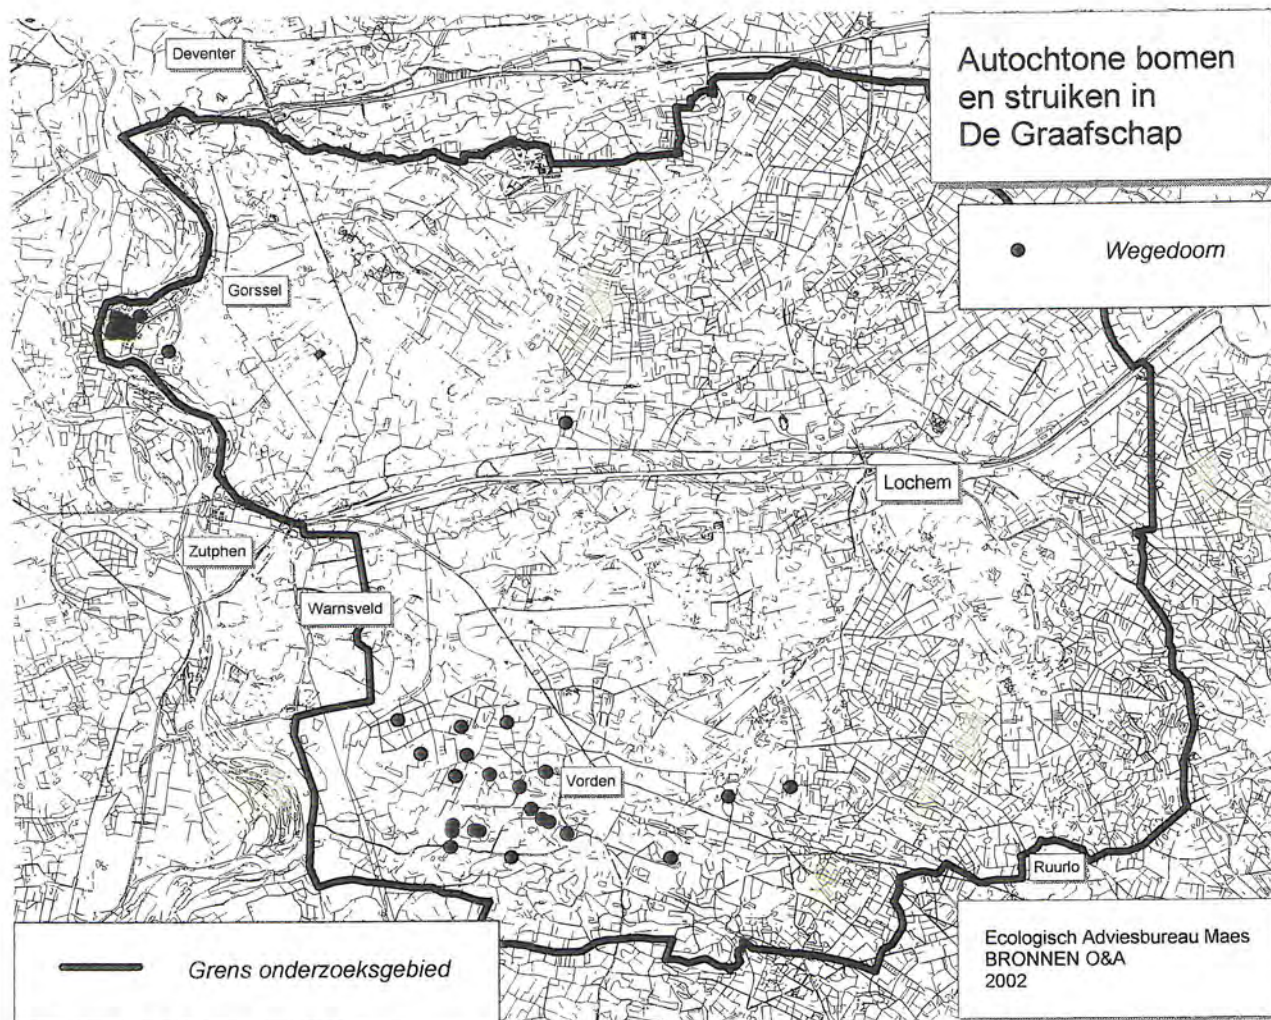 Deventer
Autochtone bomen
en struiken in
De Graafschap
Wegedoorn
Gorssel
Lochem
Zutphen
Warnsveld
Vorden
Ruurlo
Grens onderzoeksgebied
Ecologisch Adviesbureau Maes
BRONNEN O&A
2002